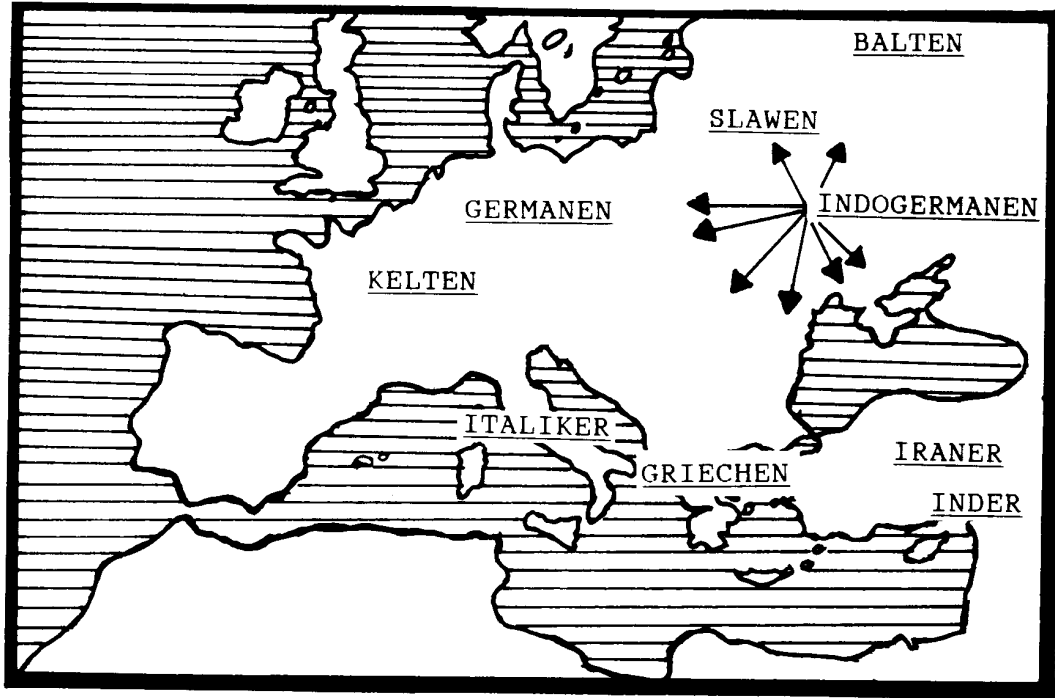 BALTEN
SLAWEN
GERMANEN
INDOGERMANEN
KELTEN
ITALIKER
GRIECHEN
IRANER
INDER